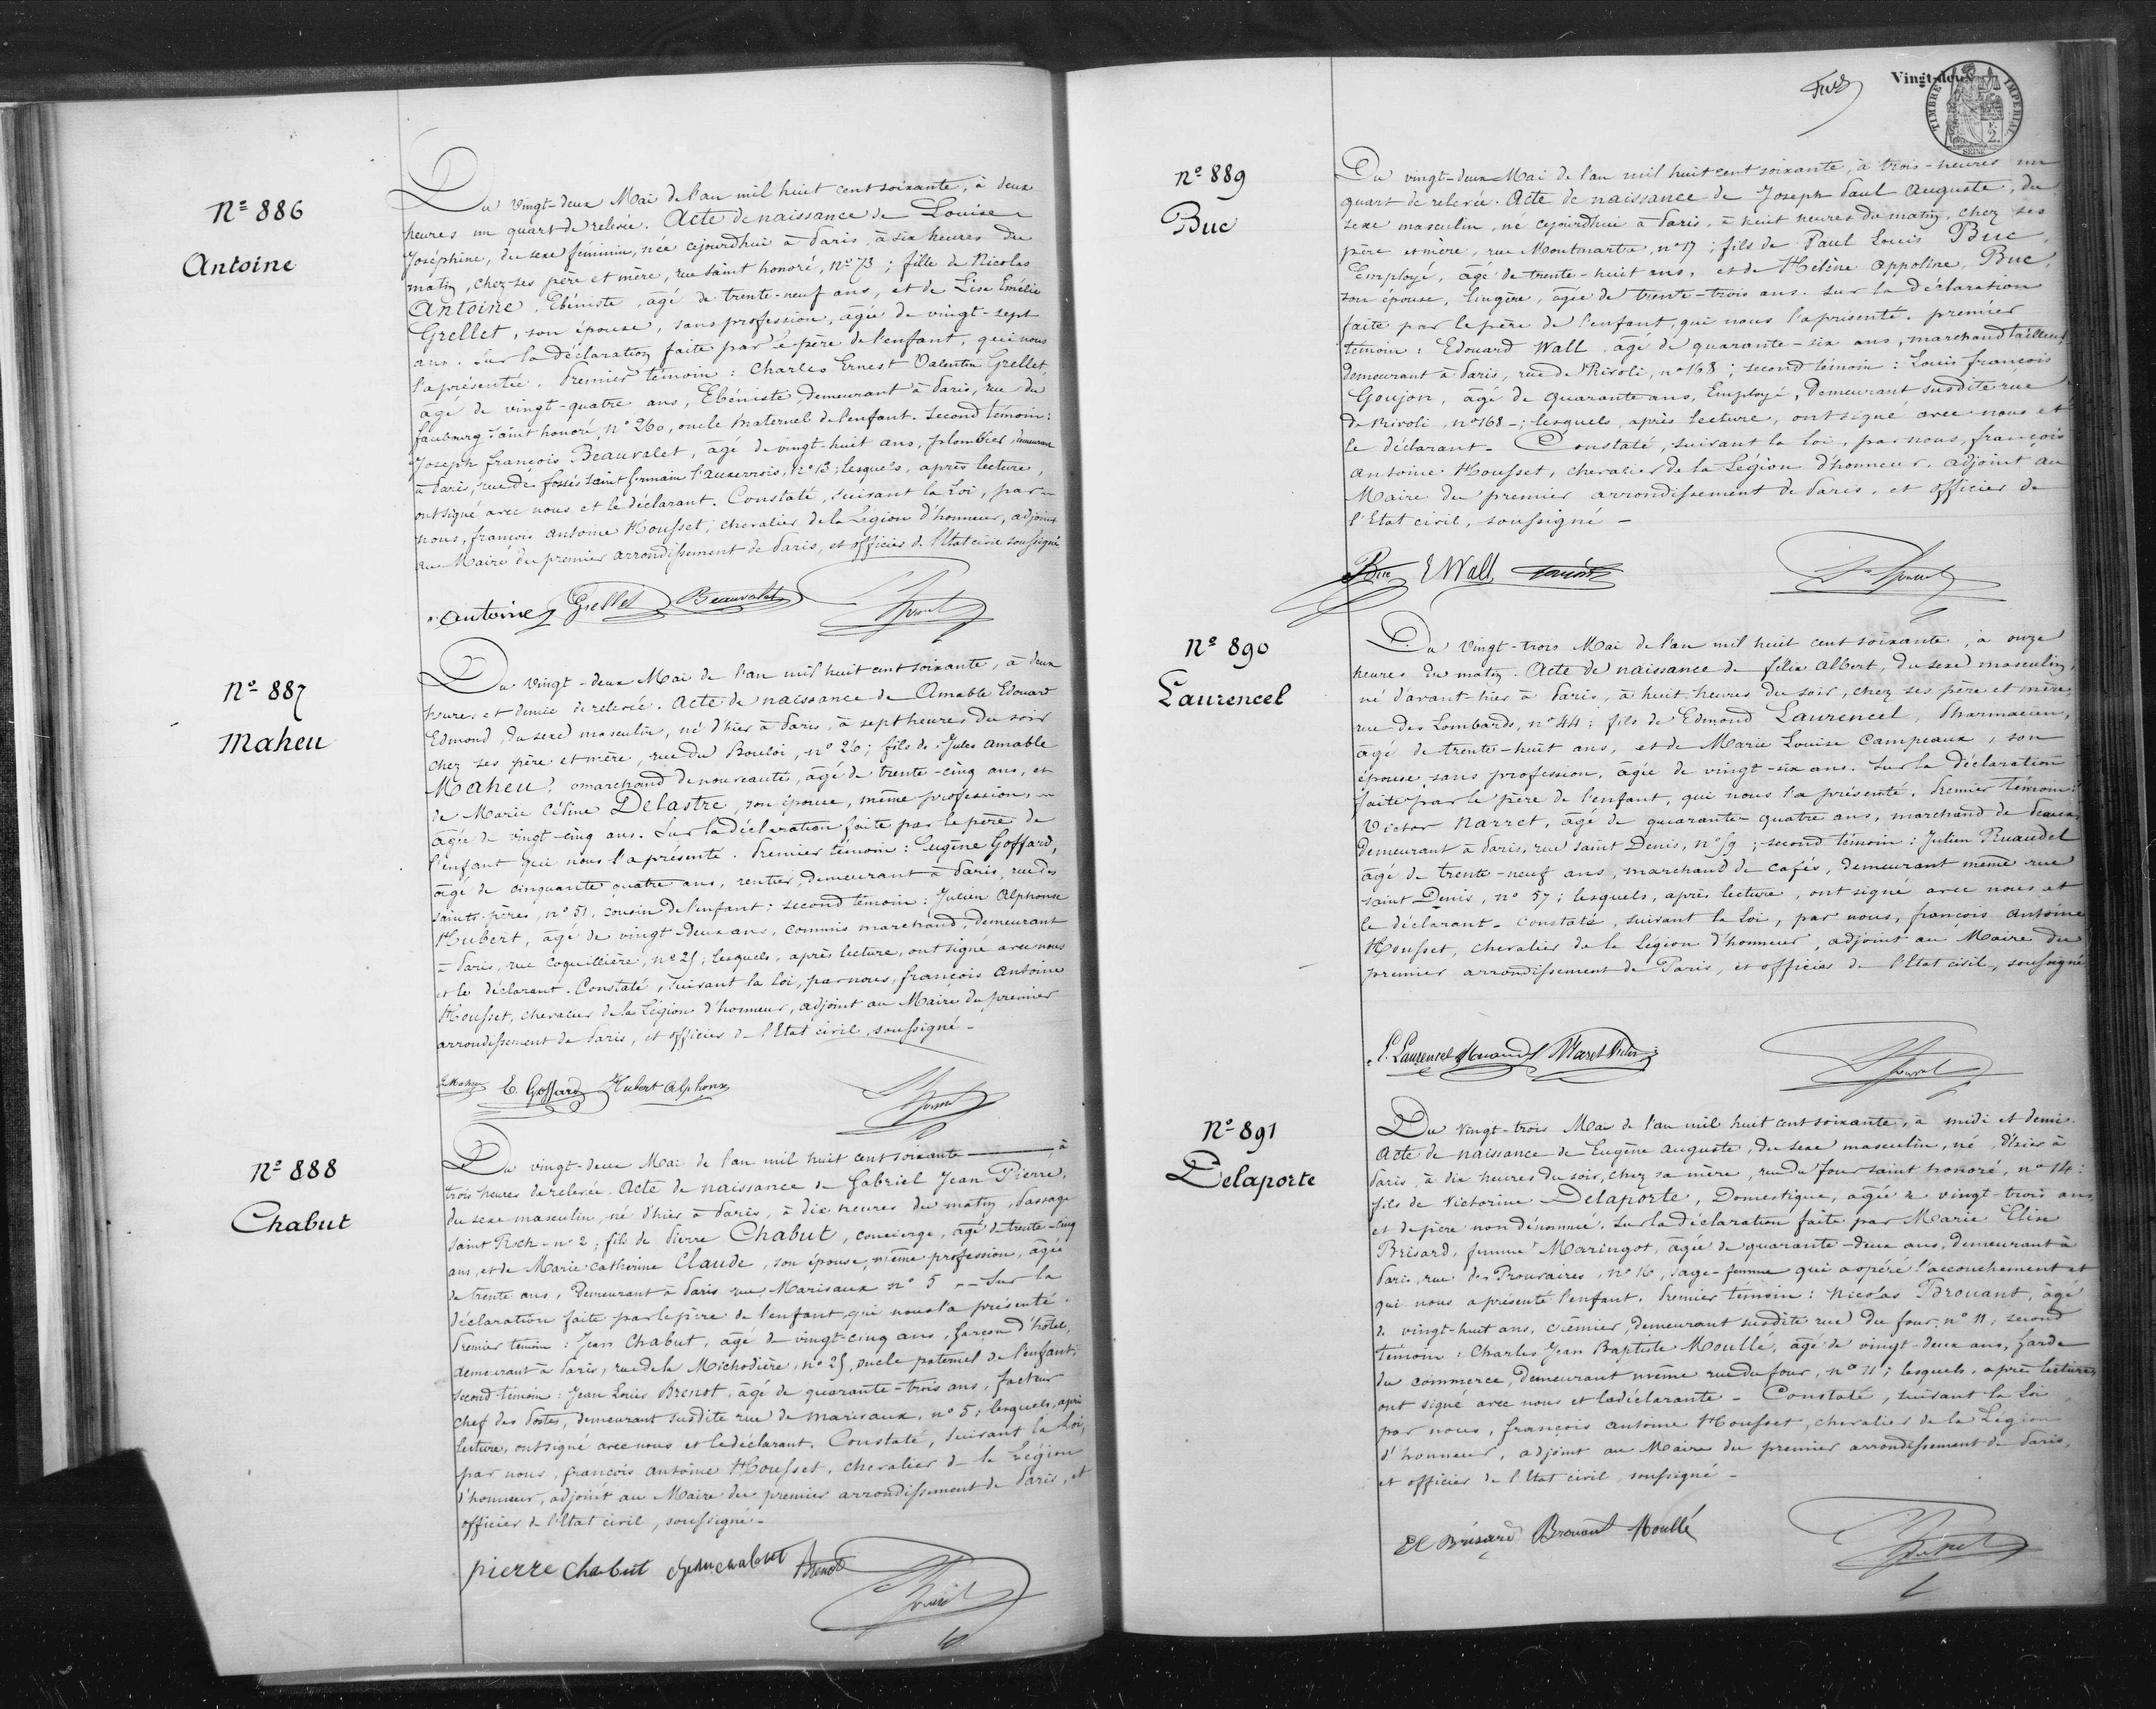 Nº 886
Antoine
Du vingt-deux Mai de l'an mil huit cent soixante, à deux
heures un quart de relevée. Acte de naissance de Louise
Joséphine, du sexe féminin, née cejourdhui à Paris, à six heures du
matin, chez ses père et mère, rue saint honoré, nº 73 ; fille de Nicolas
Antoine, Ebéniste, agé de trente-neuf ans, et de Lise Emélie
Grellet, son épouse, sans profession, agée de vingt-sept
ans. Sur la déclaration faite par le père de l'enfant, qui nous
l'a présentée. Premier témoin : Charles Ernest Valentin Grellet,
agé de vingt-quatre ans, Ebéniste, demeurant à Paris, rue du
faubourg saint honoré, nº 260, oncle maternel de l'enfant. Second témoin :
Joseph françois Beauvalet, âgé de vingt-huit ans, plombier, demeurant
à Paris, rue des fossés saint Germain l'auxerrois, nº 13 ; lesquels, après lecture,
ont signé avec nous et le déclarant. Constaté, suivant la Loi, par
nous, françois antoine Housset, chevalier de la Légion d'honneur, adjoint
au Maire du premier arrondissement de Paris, et officier de l'Etat civil soussigné
Antoine Grellet Beauvalet
Nº 887
Maheu
Du vingt-deux Mai de l'an mil huit cent soixante, à deux
heures et demie de relevée. Acte de naissance de Amable Edouard
Edmond, du sexe masculin, né d'hier à Paris, à sept heures du soir
chez ses père et mère, rue du Bouloi, nº 26 ; fils de Jules amable
Maheu, marchand de nouveautés, âgé de trente-cinq ans, et
de Marie Céline Delastre, son épouse, même profession,
âgée de vingt-cinq ans. Sur la déclaration faite par le père de
l'enfant qui nous l'a présenté. Premier témoin : Eugène Goffard,
âgé de cinquante quatre ans, rentier, demeurant à Paris, rue des
saints-pères, nº 51, cousin de l'enfant ; second témoin : Julien Alphonse
Hubert, âgé de vingt-deux ans, commis marchand, demeurant
à Paris, rue Coquillière, nº 25 ; lesquels, après lecture, ont signé avec nous
et le déclarant. Constaté, suivant la loi, par nous, françois Antoine
Housset, chevalier de la Légion d'honneur, adjoint au Maire du premier
arrondissement de Paris, et officier de l'Etat civil, soussigné -
E. Goffard Hubert Alphonse
Nº 888
Chabut
Du vingt-deux Mai de l'an mil huit cent soixante à
trois heures de relevée. Acte de naissance de Gabriel Jean Pierre,
du sexe masculin, né d'hier à Paris, à dix heures du matin, Passage
saint Roch nº 2 ; fils de Pierre Chabut, concierge, âgé de trente-cinq
ans, et de Marie Catherine Claude, son épouse, même profession, âgée
de trente ans, demeurant à Paris rue Marivaux nº 5 -- Sur la
déclaration faite par le père de l'enfant, qui nous l'a présenté.
Premier témoin : Jean Chabut, âgé de vingt-cinq ans, Garçon d'hôtel,
demeurant à Paris, rue de la Michodière, nº 25, oncle paternel de l'enfant ;
second témoin : Jean Louis Brenot, âgé de quarante-trois ans, facteur
chef des Postes, demeurant susdite rue de marivaux, nº 5 ; lesquels, après
lecture, ont signé avec nous et le déclarant. Constaté, suivant la Loi,
par nous, françois antoine Housset, chevalier de la Légion
d'honneur, adjoint au Maire du premier arrondissement de Paris, et
officier de l'Etat civil, soussigné -
pierre Chabut Jean chabut Brenot
Vingt-deux
TIMBRE IMPERIAL
SEINE
Nº 889
Buc
Du vingt-deux Mai de l'an mil huit cent soixante, à trois-heures un
quart de relevée. Acte de naissance de Joseph Paul Auguste, du
sexe masculin, né cejourdhui à Paris, à huit heures du matin, chez ses
père et mère, rue Montmartre, nº 17 ; fils de Paul Louis Buc,
Employé, âgé de trente-huit ans, et de Hélène Appoline, Buc,
son épouse, lingère, agée de trente-trois ans. Sur la déclaration
faite par le père de l'enfant, qui nous l'a présenté. premier
témoin : Edouard Wall, agé de quarante-six ans, marchand tailleur,
demeurant à Paris, rue de Rivoli, nº 168 ; second témoin : Louis françois
Goujon, âgé de quarante ans, Employé, demeurant susdite rue
de Rivoli, nº 168 - ; lesquels, après lecture, ont signé avec nous et
le déclarant - Constaté, suivant la loi, par nous, françois
antoine Housset, chevalier de la Légion d'honneur, adjoint au
Maire du premier arrondissement de Paris, et officier de
l'Etat civil, soussigné -
Buc E Wall
Nº 890
Laurencel
Du vingt-trois Mai de l'an mil huit cent soixante, à onze
heures du matin. Acte de naissance de félix Albert, du sexe masculin,
né d'avant-hier à Paris, à huit heures du soir, chez ses père et mère,
rue des Lombards, nº 44 ; fils de Edmond Laurencel, Pharmacien,
âgé de trente-huit ans, et de Marie Louise Campeaux, son
épouse, sans profession, âgée de vingt-six ans. Sur la déclaration
faite par le père de l'enfant, qui nous l'a présenté. Premier témoin :
Victor Narret, âgé de quarante-quatre ans, marchand de
demeurant à Paris, rue saint Denis, nº 59 ; second témoin : Julien Ruaudel
âgé de trente-neuf ans, marchand de cafés, demeurant même rue
saint Denis, nº 57 ; lesquels, après lecture, ont signé avec nous et
le déclarant - Constaté, suivant la Loi, par nous, françois Antoine
Housset, chevalier de la Légion d'honneur, adjoint au Maire du
premier arrondissement de Paris, et officier de l'Etat civil, soussigné
Laurencel
Nº 891
Delaporte
Du vingt-trois Mai de l'an mil huit cent soixante, à midi et demi.
Acte de naissance de Eugène Auguste, du sexe masculin, né d'hier à
Paris, à dix heures du soir, chez sa mère, rue du four saint honoré, nº 14 :
fils de Victorine Delaporte, Domestique, agée de vingt-trois ans
et de père non dénommé. Sur la déclaration faite par Marie Elise
Brisard, femme Maringot, âgée de quarante-deux ans, demeurant à
Paris, rue des Prouvaires, nº 16, sage-femme qui a opéré l'accouchement et
qui nous a présenté l'enfant. Premier témoin : Nicolas Brouant, âgé
de vingt-huit ans, crémier, demeurant susdite rue du four, nº 11 ; second
témoin : Charles Jean Baptiste Moullé, âgé de vingt-deux ans, Garde
du commerce, demeurant même rue du four, nº 11 ; lesquels, après lecture,
ont signé avec nous et la déclarante - Constaté, suivant la Loi
par nous, françois antoine Housset, chevalier de la Légion
d'honneur, adjoint au Maire du premier arrondissement de Paris,
et officier de l'Etat civil, soussigné -
Brisard Brouant Moullé